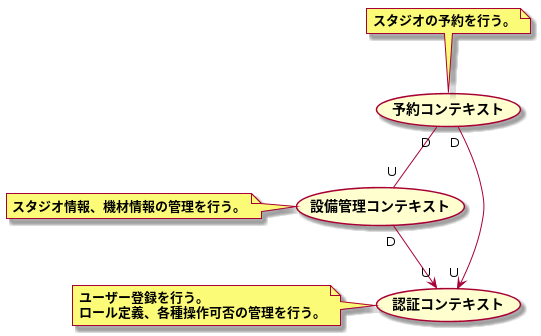 スタジオの予約を行う。
予約コンテキスト
D
D
U
スタジオ情報、機材情報の管理を行う。
設備管理コンテキスト
D
U
U
ユーザー登録を行う。
ロール定義、各種操作可否の管理を行う。
認証コンテキスト